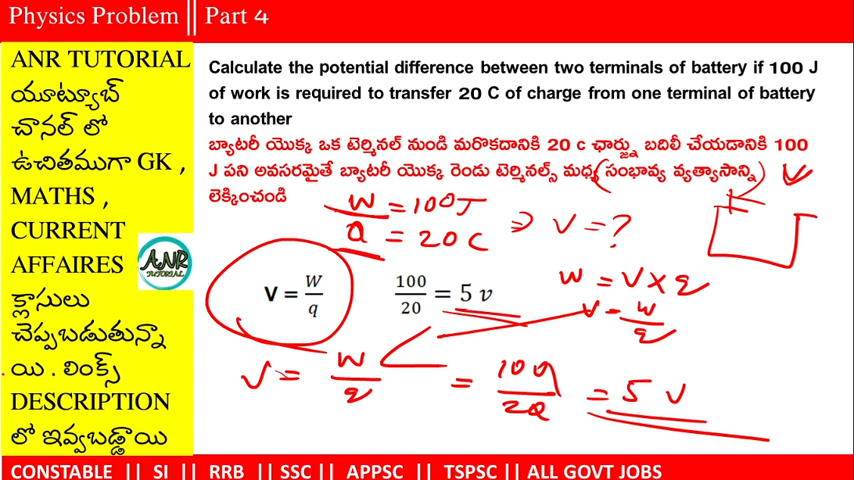 Physics Problem || Part 4
ANR TUTORIAL
యూట్యూబ్
చానల్ లో
ఉచితముగా GK ,
MATHS ,
CURRENT
AFFAIRES
క్లాసులు
చెప్పబడుతున్నా
యి . లింక్స్
DESCRIPTION
లో ఇవ్వబడ్డాయి
ANR
TUTORIAL
Calculate the potential difference between two terminals of battery if 100 J
of work is required to transfer 20 C of charge from one terminal of battery
to another
బ్యాటరీ యొక్క ఒక టెర్మినల్ నుండి మరొకదానికి 20 c ఛార్జ్ను బదిలీ చేయడానికి 100
J పని అవసరమైతే బ్యాటరీ యొక్క రెండు టెర్మినల్స్ మధ్య సంభావ్య వ్యత్యాసాన్ని
లెక్కించండి
W = 100J
Q = 20C ⇒ V = ?
V = W/q 100/20 = 5 v
W = V x q
V = W/q
V = W/q = 100/20 = 5 V
CONSTABLE || SI || RRB || SSC || APPSC || TSPSC || ALL GOVT JOBS